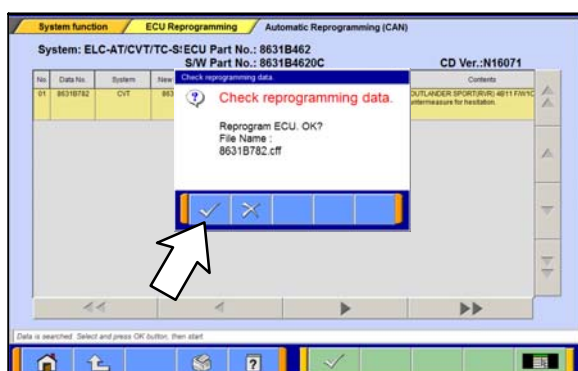 System function
ECU Reprogramming
Automatic Reprogramming (CAN)
System: ELC-AT/CVT/TC-S:ECU Part No.: 8631B462
S/W Part No.: 8631B4620C
CD Ver.:N16071
No.
Data No.
System
New
Contents
01
8631B782
CVT
863
OUTLANDER SPORT(RVR) 4B11 F/W1C
ntermeasure for hesitation.
Check reprogramming data.
Check reprogramming data.
Reprogram ECU. OK?
File Name :
8631B782.cff
Data is searched. Select and press OK button, then start